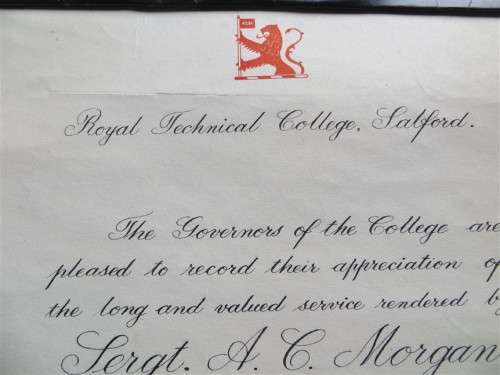 Royal Technical College, Salford.
The Governors of the College are
pleased to record their appreciation of
the long and valued service rendered by
Sergt. A. C. Morgan